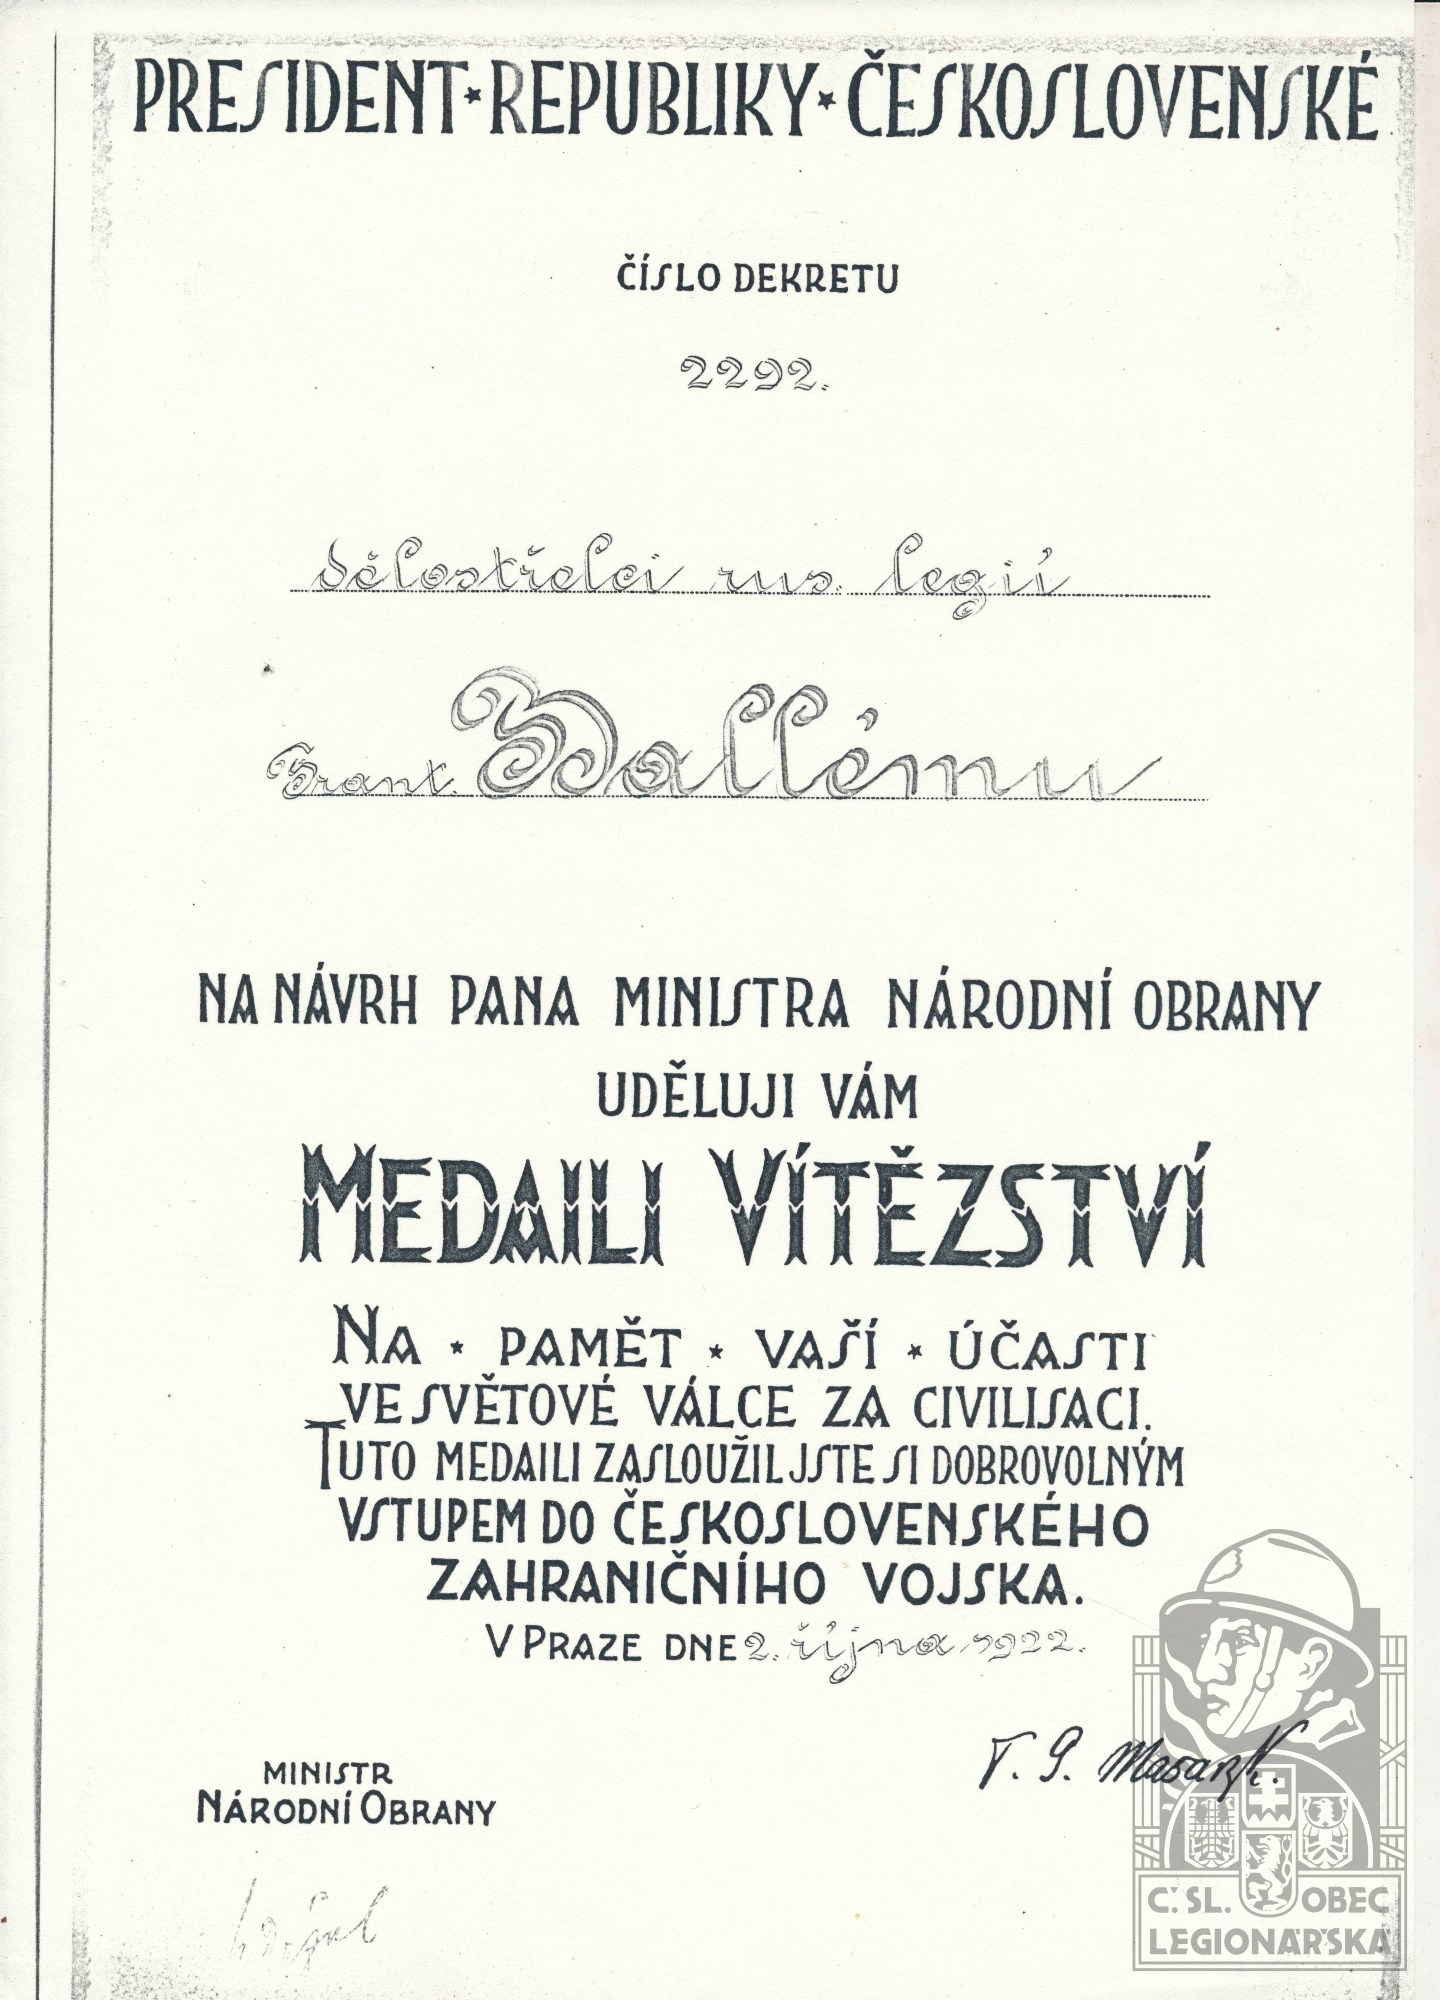 PRESIDENT * REPUBLIKY * ČESKOSLOVENSKÉ
ČÍSLO DEKRETU
2292.
dělostřelci rus. legií
Frant. Hallému
NA NÁVRH PANA MINISTRA NÁRODNÍ OBRANY
UDĚLUJI VÁM
MEDAILI VÍTĚZSTVÍ
NA * PAMĚT * VAŠÍ * ÚČASTI
VE SVĚTOVÉ VÁLCE ZA CIVILISACI.
TUTO MEDAILI ZASLOUŽIL JSTE SI DOBROVOLNÝM
VSTUPEM DO ČESKOSLOVENSKÉHO
ZAHRANIČNÍHO VOJSKA.
V PRAZE DNE 2. října 1922.
T. G. Masaryk.
MINISTR
NÁRODNÍ OBRANY
Č. SL. OBEC
LEGIONÁŘSKÁ